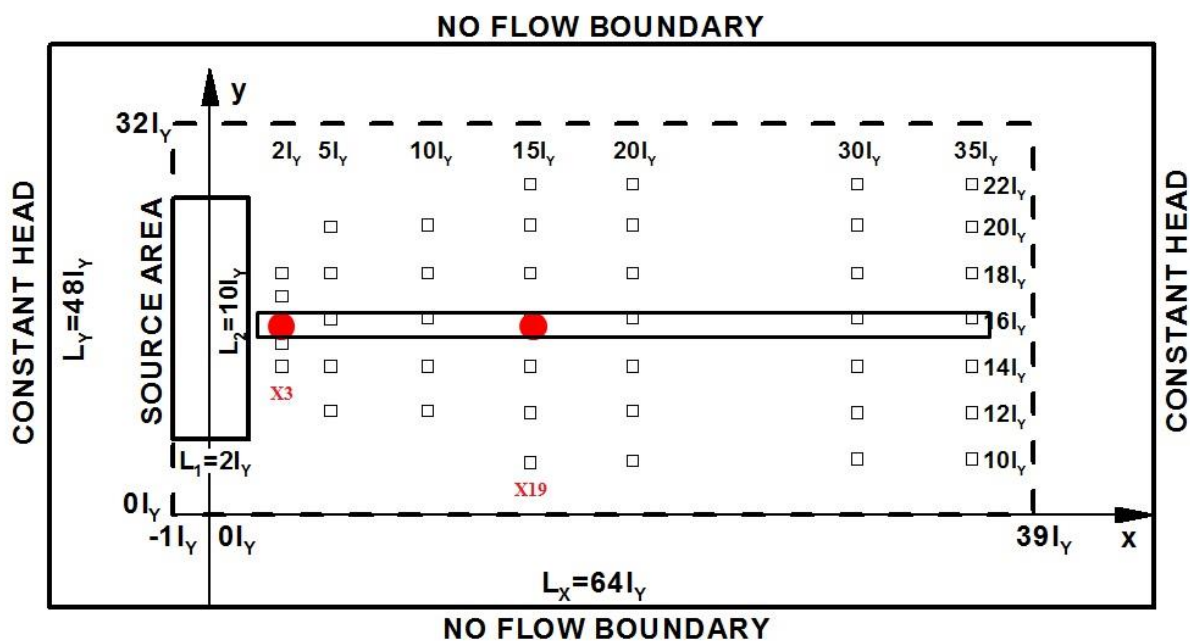 NO FLOW BOUNDARY
y
32l_Y
2l_Y 5l_Y 10l_Y 15l_Y 20l_Y 30l_Y 35l_Y
22l_Y
20l_Y
18l_Y
16l_Y
14l_Y
12l_Y
10l_Y
CONSTANT HEAD
L_Y=48l_Y
SOURCE AREA
L_2=10l_Y
CONSTANT HEAD
X3
L_1=2l_Y
X19
0l_Y
-1l_Y 0l_Y 39l_Y x
L_X=64l_Y
NO FLOW BOUNDARY